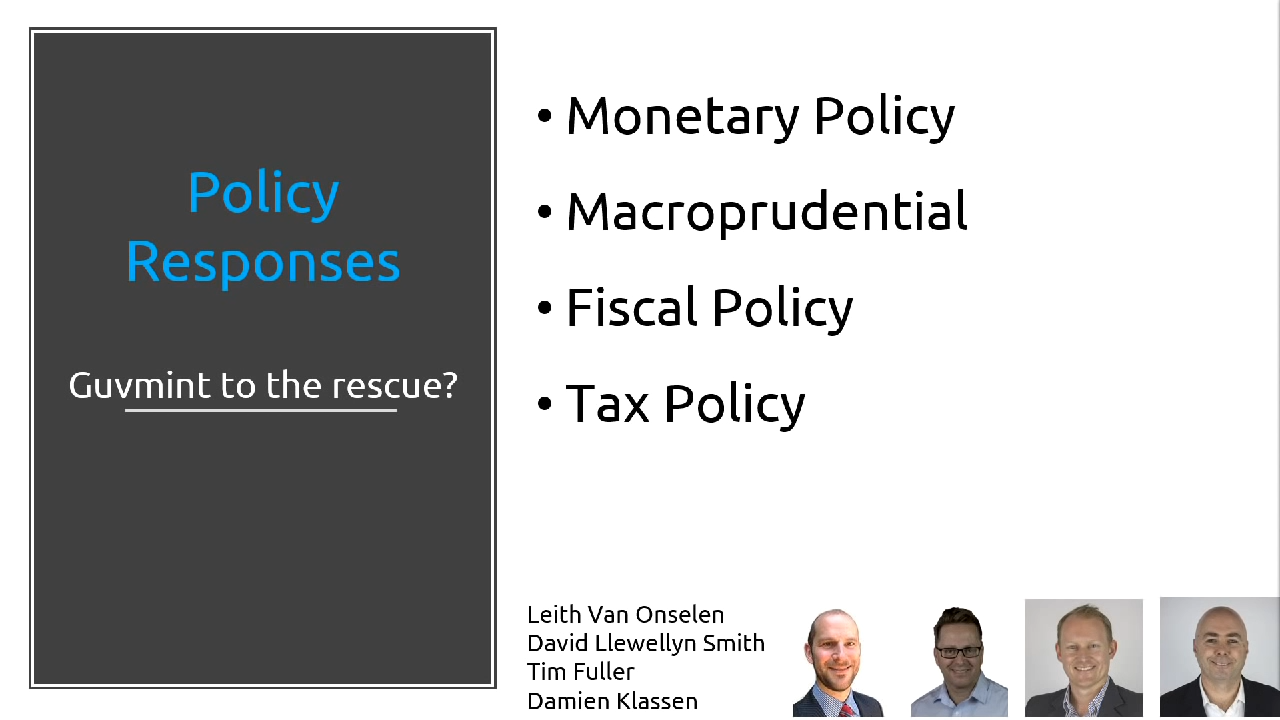 Policy
Responses
Guvmint to the rescue?
• Monetary Policy
• Macroprudential
• Fiscal Policy
• Tax Policy
Leith Van Onselen
David Llewellyn Smith
Tim Fuller
Damien Klassen